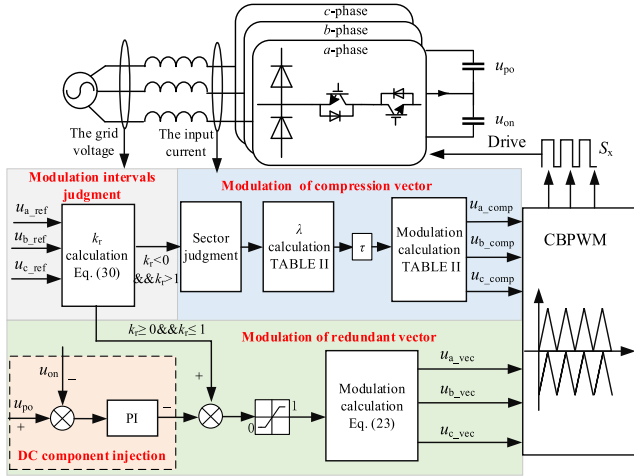 c-phase
b-phase
a-phase
u_po
u_on
The grid
voltage
The input
current
Drive
S_x
Modulation intervals
judgment
Modulation of compression vector
u_a_ref
u_b_ref
u_c_ref
k_r
calculation
Eq. (30)
k_r<0
&&k_r>1
Sector
judgment
λ
calculation
TABLE II
τ
Modulation
calculation
TABLE II
u_a_comp
u_b_comp
u_c_comp
CBPWM
k_r≥0&&k_r≤1
Modulation of redundant vector
u_on
−
u_po
+
PI
−
+
0
1
Modulation
calculation
Eq. (23)
u_a_vec
u_b_vec
u_c_vec
DC component injection